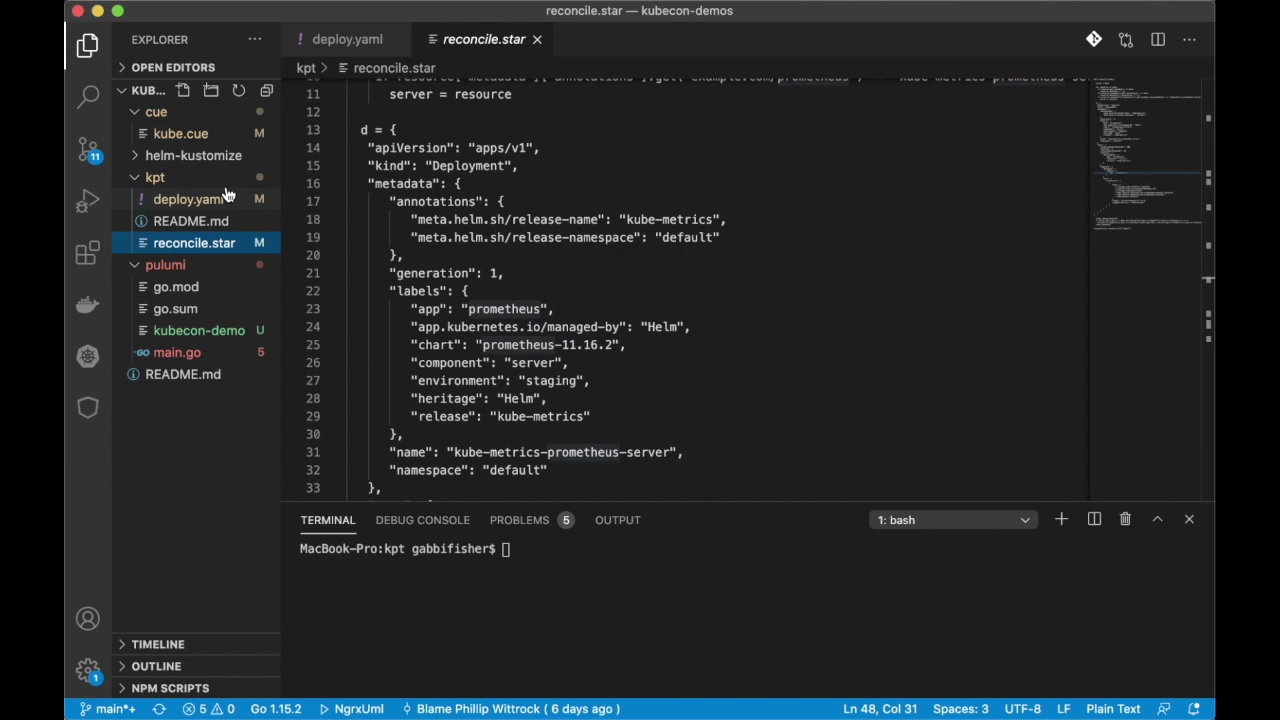 reconcile.star — kubecon-demos
EXPLORER
OPEN EDITORS
KUB...
cue
kube.cue M
helm-kustomize
kpt
deploy.yaml M
README.md
reconcile.star M
pulumi
go.mod
go.sum
kubecon-demo U
main.go 5
README.md
TIMELINE
OUTLINE
NPM SCRIPTS
11
1
! deploy.yaml
reconcile.star
kpt > reconcile.star
11 server = resource
12
13 d = {
14 "apiVersion": "apps/v1",
15 "kind": "Deployment",
16 "metadata": {
17 "annotations": {
18 "meta.helm.sh/release-name": "kube-metrics",
19 "meta.helm.sh/release-namespace": "default"
20 },
21 "generation": 1,
22 "labels": {
23 "app": "prometheus",
24 "app.kubernetes.io/managed-by": "Helm",
25 "chart": "prometheus-11.16.2",
26 "component": "server",
27 "environment": "staging",
28 "heritage": "Helm",
29 "release": "kube-metrics"
30 },
31 "name": "kube-metrics-prometheus-server",
32 "namespace": "default"
33 },
TERMINAL DEBUG CONSOLE PROBLEMS 5 OUTPUT
1: bash
MacBook-Pro:kpt gabbifisher$
main*+ 5 0 Go 1.15.2 NgrxUml Blame Phillip Wittrock ( 6 days ago ) Ln 48, Col 31 Spaces: 3 UTF-8 LF Plain Text